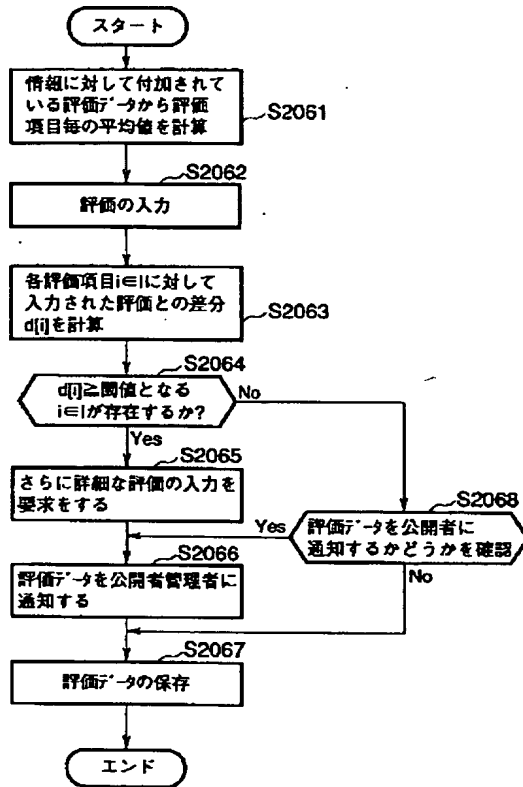 スタート
情報に対して付加されて
いる評価データから評価
項目毎の平均値を計算
S2061
S2062
評価の入力
各評価項目i∈Iに対して
入力された評価との差分
d[i]を計算
S2063
S2064
d[i]≧閾値となる
i∈Iが存在するか?
No
Yes
S2065
さらに詳細な評価の入力を
要求をする
S2068
Yes
評価データを公開者に
通知するかどうかを確認
No
S2066
評価データを公開者管理者に
通知する
S2067
評価データの保存
エンド